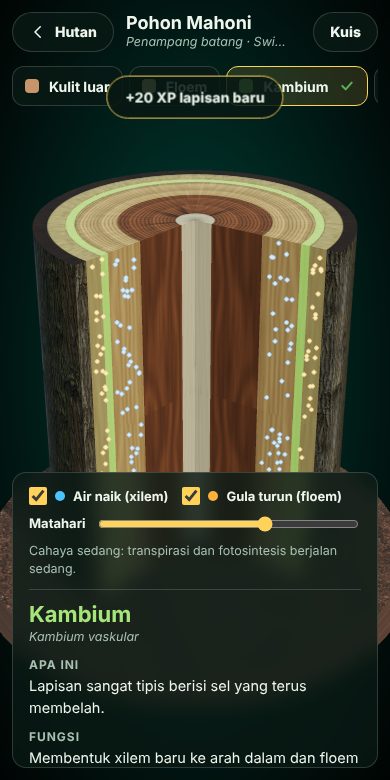 Hutan
Pohon Mahoni
Penampang batang · Swi...
Kuis
Kulit luar
Floem
Kambium
+20 XP lapisan baru
Air naik (xilem)
Gula turun (floem)
Matahari
Cahaya sedang: transpirasi dan fotosintesis berjalan
sedang.
Kambium
Kambium vaskular
APA INI
Lapisan sangat tipis berisi sel yang terus
membelah.
FUNGSI
Membentuk xilem baru ke arah dalam dan floem